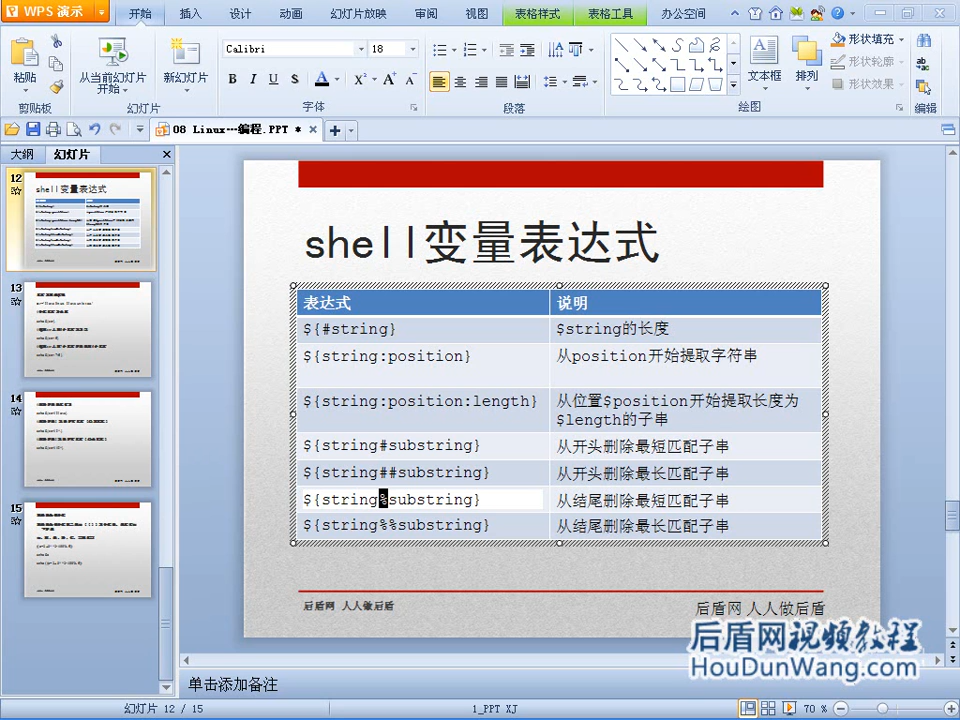 WPS 演示
开始
插入
设计
动画
幻灯片放映
审阅
视图
表格样式
表格工具
办公空间
粘贴
从当前幻灯片
开始
新幻灯片
Calibri
18
B I U S A X² A A
文本框
排列
形状填充
形状轮廓
形状效果
剪贴板
幻灯片
字体
段落
绘图
编辑
08 Linux---编程.PPT *
大纲
幻灯片
12
shell变量表达式
13
14
15
shell变量表达式
表达式 说明
${#string} $string的长度
${string:position} 从position开始提取字符串
${string:position:length} 从位置$position开始提取长度为
$length的子串
${string#substring} 从开头删除最短匹配子串
${string##substring} 从开头删除最长匹配子串
${string%substring} 从结尾删除最短匹配子串
${string%%substring} 从结尾删除最长匹配子串
后盾网 人人做后盾
后盾网 人人做后盾
后盾网视频教程
HouDunWang.com
单击添加备注
幻灯片 12 / 15
1_PPT XJ
70 %